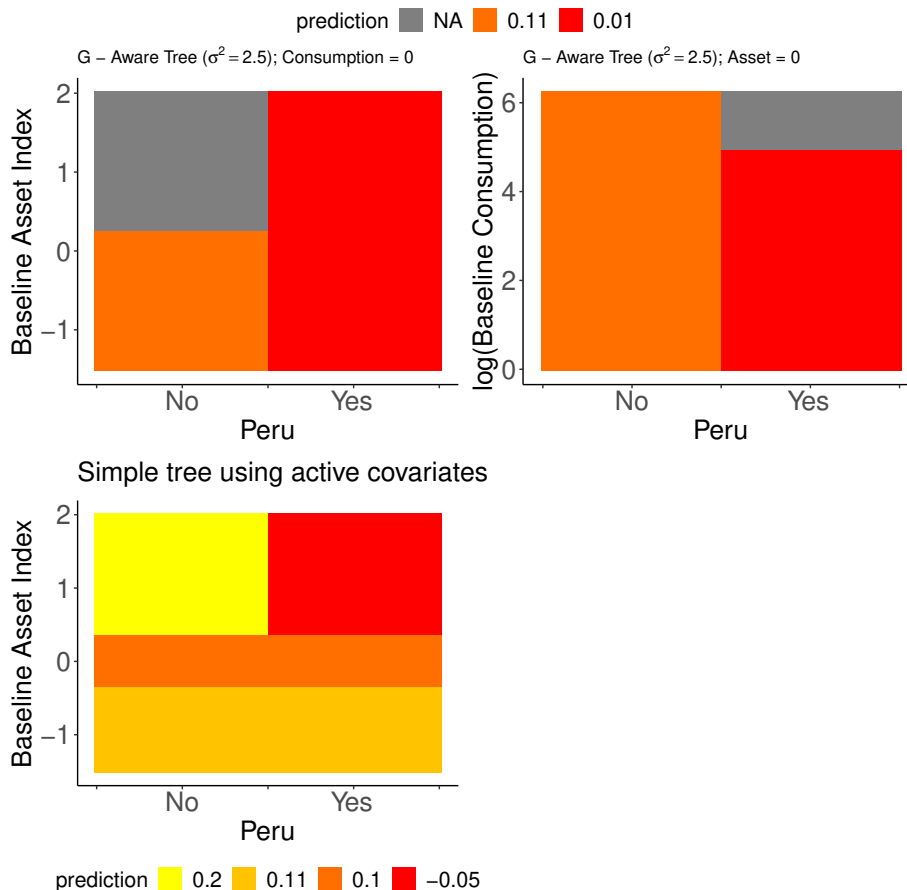 prediction NA 0.11 0.01
G − Aware Tree (σ² = 2.5); Consumption = 0
Baseline Asset Index
2
1
0
−1
No Yes
Peru
G − Aware Tree (σ² = 2.5); Asset = 0
log(Baseline Consumption)
6
4
2
0
No Yes
Peru
Simple tree using active covariates
Baseline Asset Index
2
1
0
−1
No Yes
Peru
prediction 0.2 0.11 0.1 −0.05